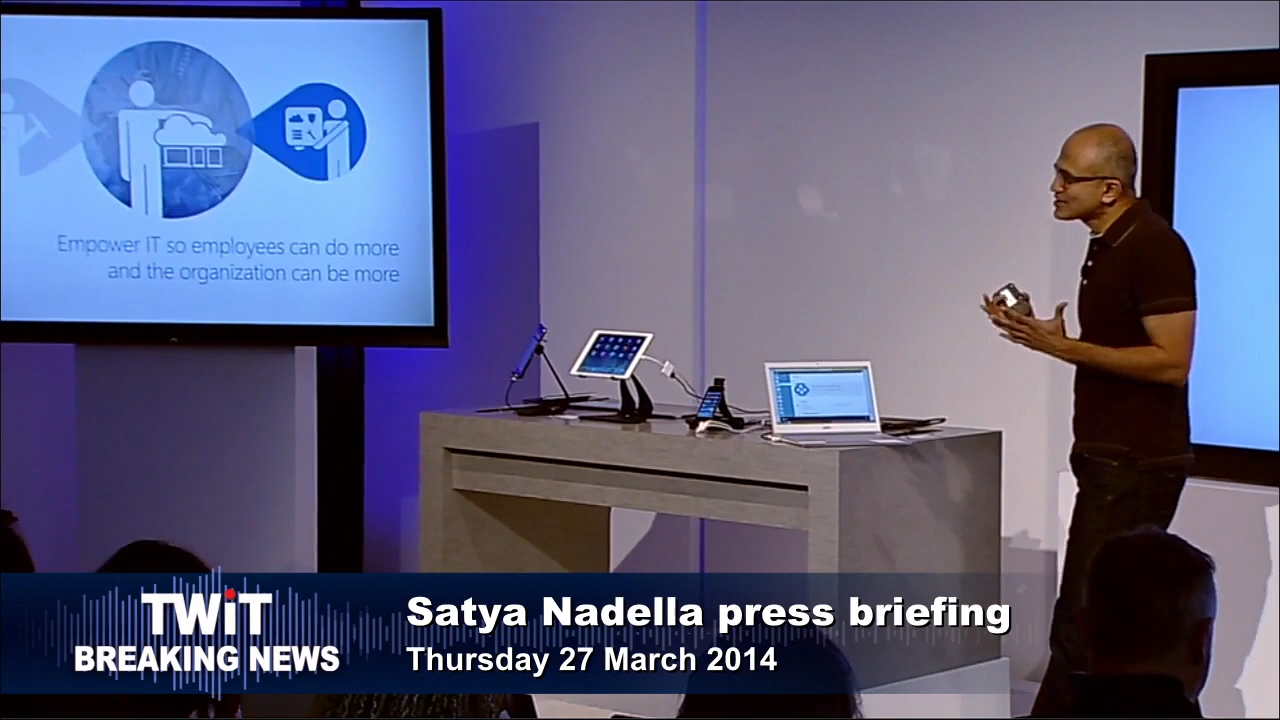 Empower IT so employees can do more
and the organization can be more
TWiT
BREAKING NEWS
Satya Nadella press briefing
Thursday 27 March 2014